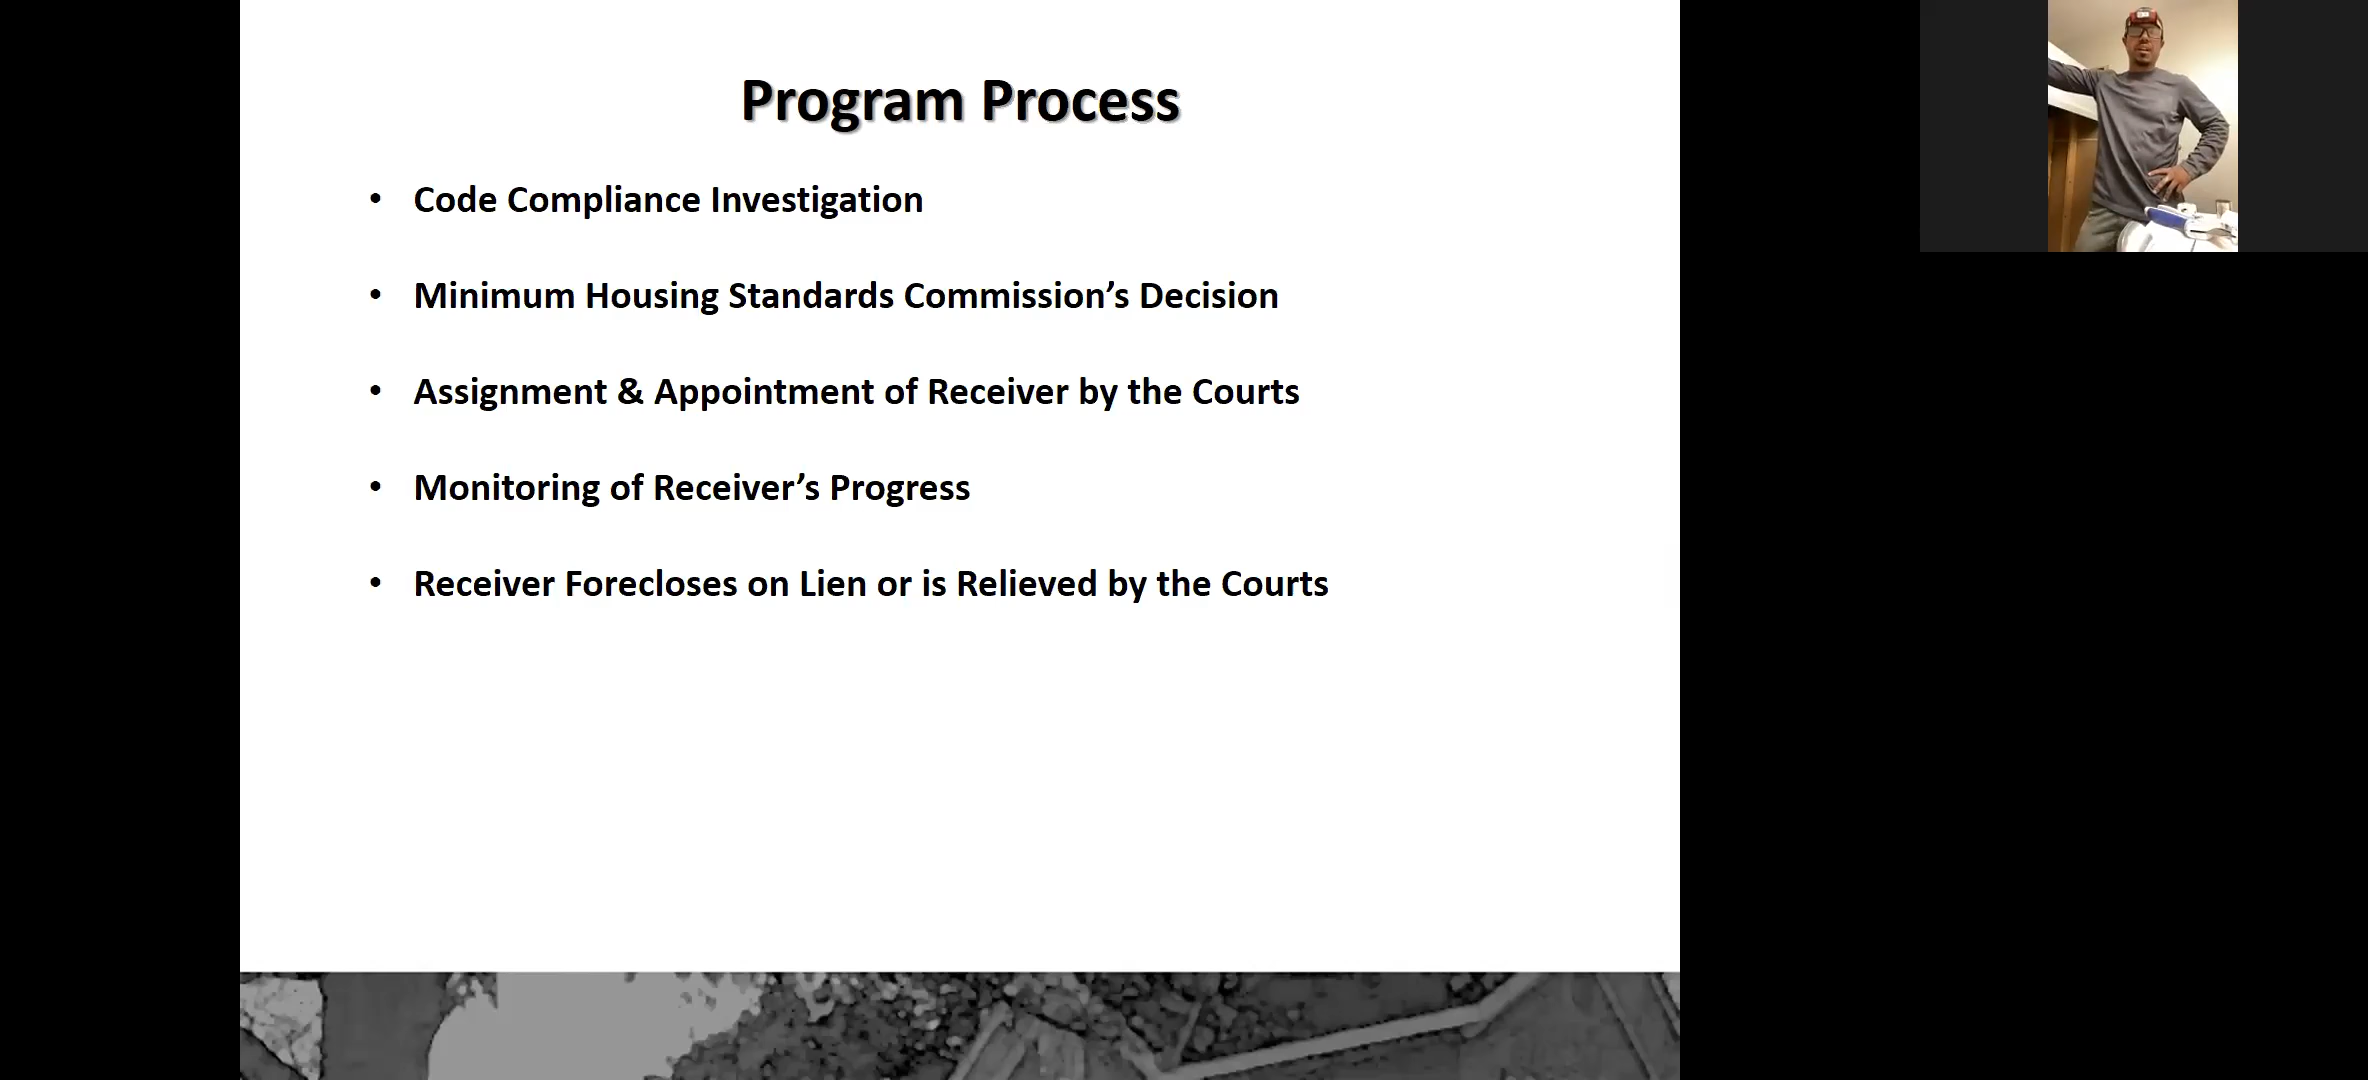 Program Process
• Code Compliance Investigation
• Minimum Housing Standards Commission’s Decision
• Assignment & Appointment of Receiver by the Courts
• Monitoring of Receiver’s Progress
• Receiver Forecloses on Lien or is Relieved by the Courts